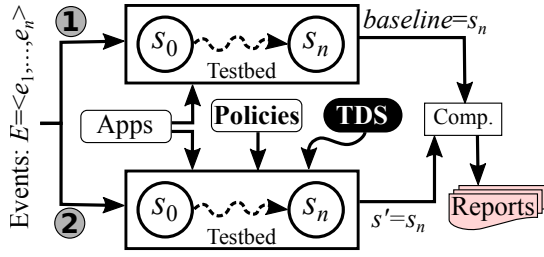 Events: E=<e₁,...,eₙ>
1
s₀ sₙ
Testbed
baseline=sₙ
Apps
Policies
TDS
Comp.
2
s₀ sₙ
Testbed
s'=sₙ
Reports